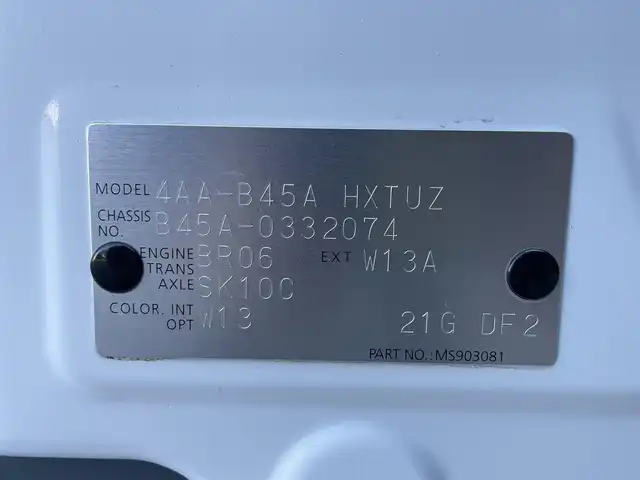 MODEL 4AA-B45A HXTUZ
CHASSIS NO. B45A-0332074
ENGINE BR06 EXT W13A
TRANS AXLE SK10C
COLOR. INT OPT W13 21G DF2
PART NO.:MS903081